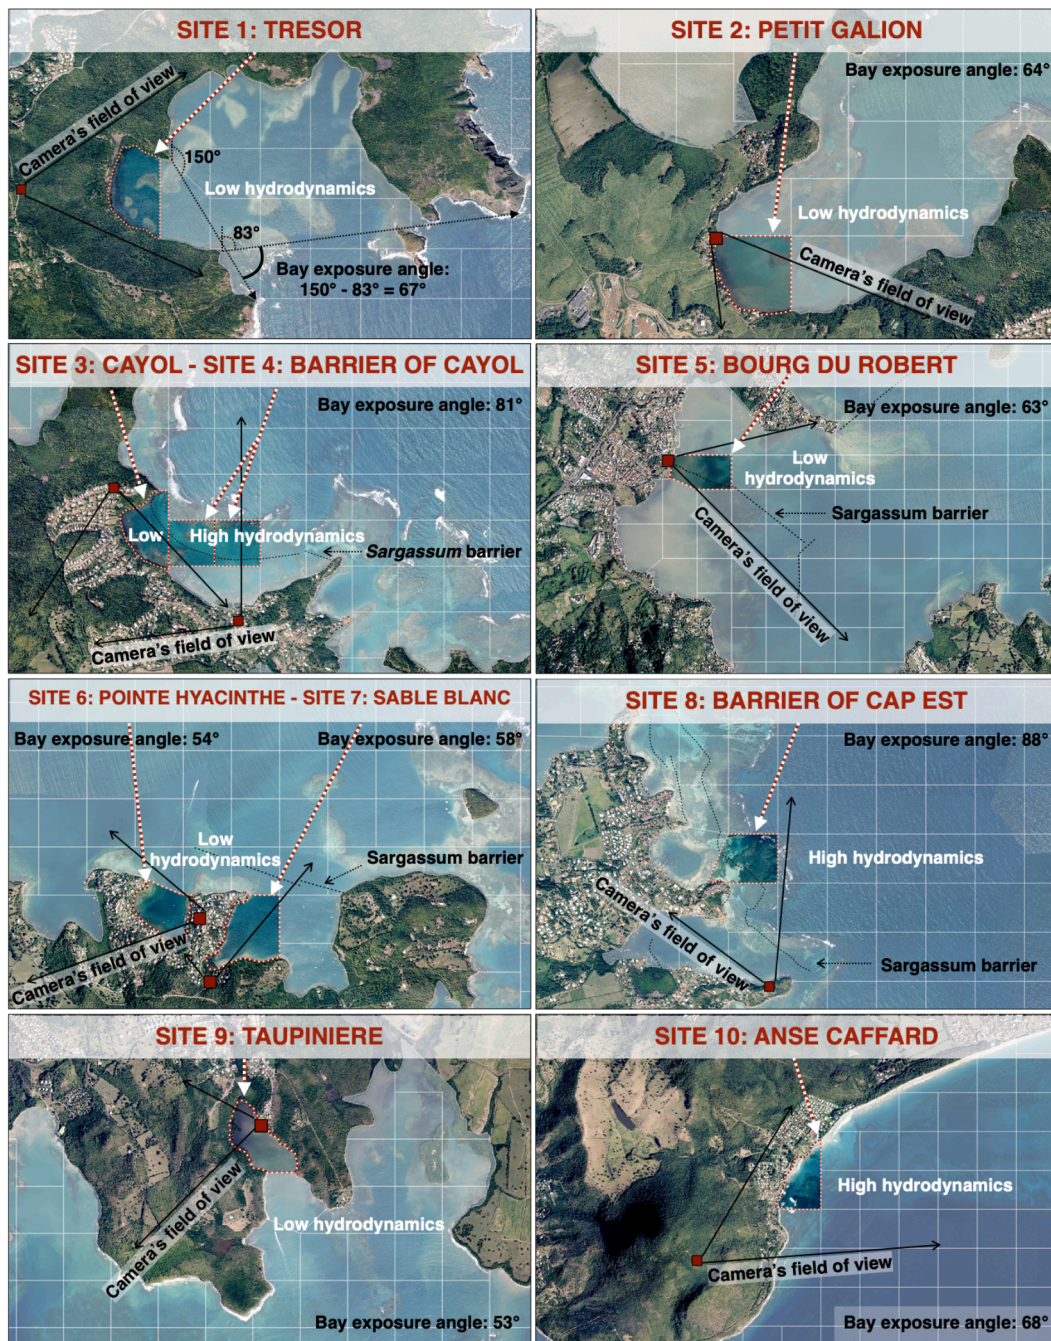 SITE 1: TRESOR
Camera's field of view
150°
Low hydrodynamics
83°
Bay exposure angle:
150° - 83° = 67°
SITE 2: PETIT GALION
Bay exposure angle: 64°
Low hydrodynamics
Camera's field of view
SITE 3: CAYOL - SITE 4: BARRIER OF CAYOL
Bay exposure angle: 81°
Low
High hydrodynamics
Sargassum barrier
Camera's field of view
SITE 5: BOURG DU ROBERT
Bay exposure angle: 63°
Low
hydrodynamics
Sargassum barrier
Camera's field of view
SITE 6: POINTE HYACINTHE - SITE 7: SABLE BLANC
Bay exposure angle: 54°
Bay exposure angle: 58°
Low
hydrodynamics
Sargassum barrier
Camera's field of view
SITE 8: BARRIER OF CAP EST
Bay exposure angle: 88°
High hydrodynamics
Camera's field of view
Sargassum barrier
SITE 9: TAUPINIERE
Camera's field of view
Low hydrodynamics
Bay exposure angle: 53°
SITE 10: ANSE CAFFARD
High hydrodynamics
Camera's field of view
Bay exposure angle: 68°